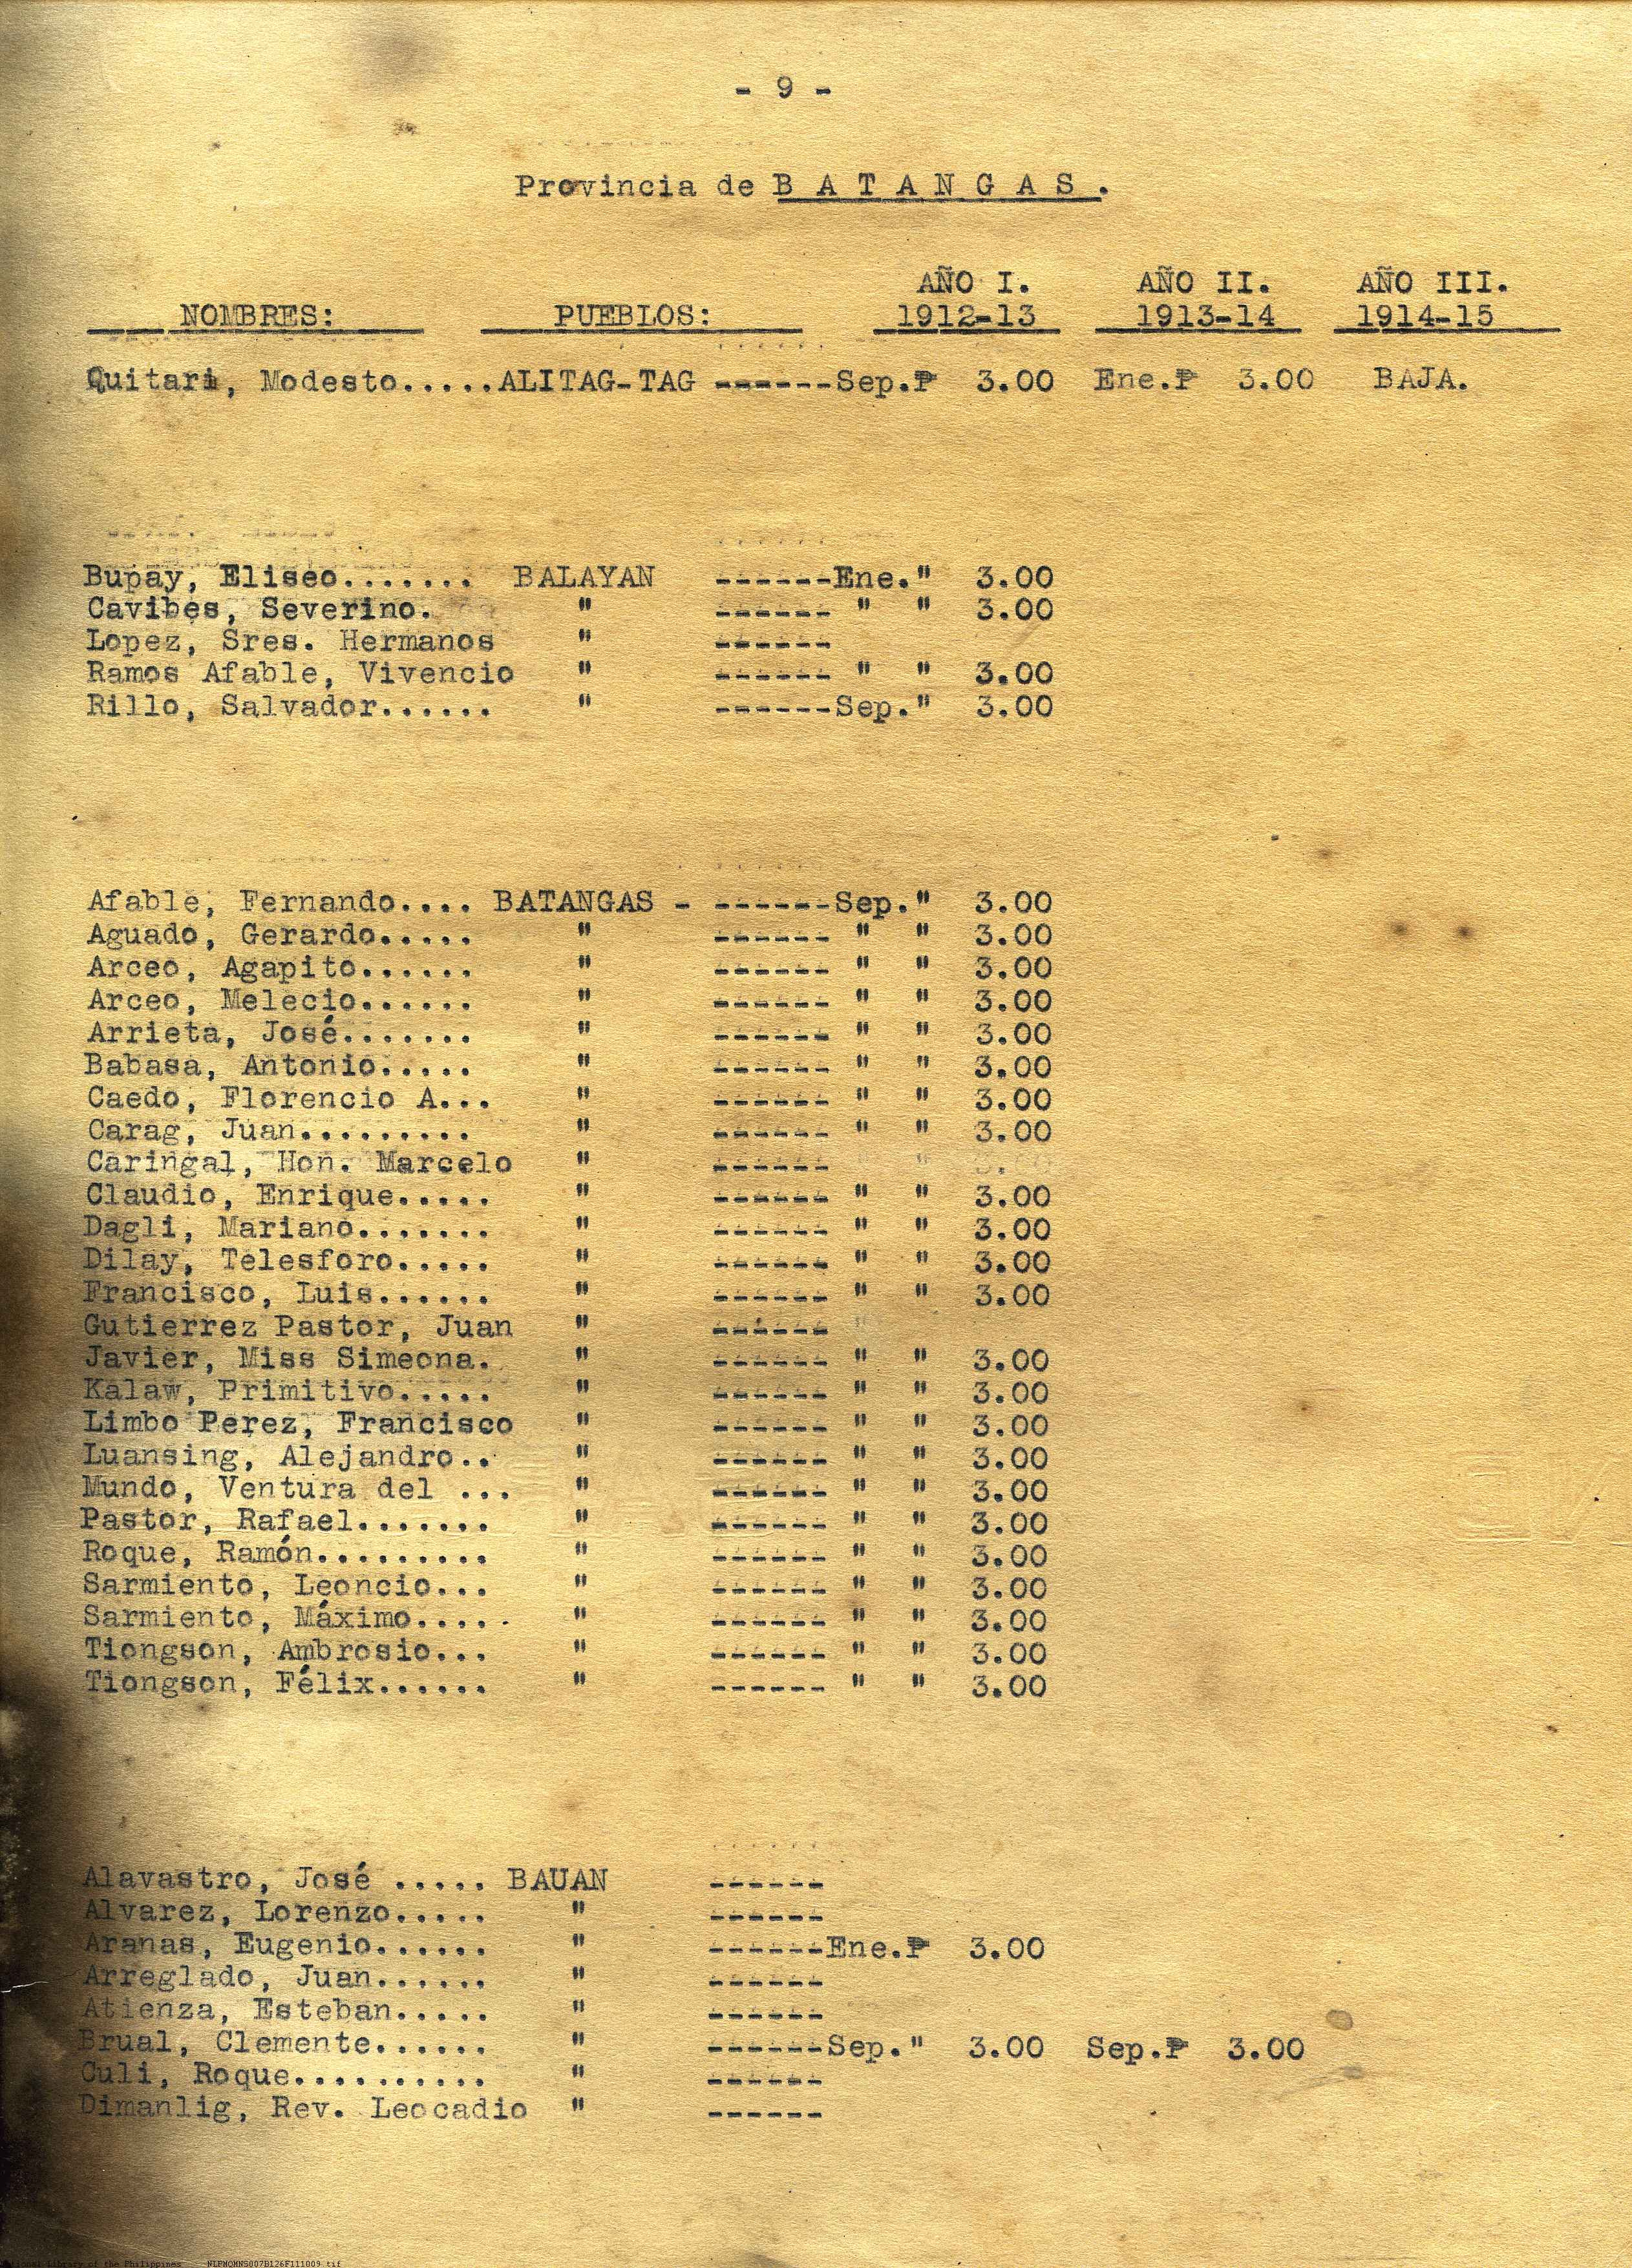 - 9 -
Provincia de B A T A N G A S .
AÑO I. AÑO II. AÑO III.
NOMBRES: PUEBLOS: 1912-13 1913-14 1914-15
Quitari, Modesto.....ALITAG-TAG ------Sep.₱ 3.00 Ene.₱ 3.00 BAJA.
Bupay, Eliseo....... BALAYAN ------Ene." 3.00
Cavibes, Severino. " ------ " " 3.00
Lopez, Sres. Hermanos " ------
Ramos Afable, Vivencio " ------ " " 3.00
Rillo, Salvador...... " ------Sep." 3.00
Afable, Fernando.... BATANGAS - ------Sep." 3.00
Aguado, Gerardo..... " ------ " " 3.00
Arceo, Agapito...... " ------ " " 3.00
Arceo, Melecio...... " ------ " " 3.00
Arrieta, José....... " ------ " " 3.00
Babasa, Antonio..... " ------ " " 3.00
Caedo, Florencio A... " ------ " " 3.00
Carag, Juan......... " ------ " " 3.00
Caringal, Hon. Marcelo " ------
Claudio, Enrique..... " ------ " " 3.00
Dagli, Mariano....... " ------ " " 3.00
Dilay, Telesforo..... " ------ " " 3.00
Francisco, Luis...... " ------ " " 3.00
Gutierrez Pastor, Juan " ------
Javier, Miss Simeona. " ------ " " 3.00
Kalaw, Primitivo..... " ------ " " 3.00
Limbo Perez, Francisco " ------ " " 3.00
Luansing, Alejandro.. " ------ " " 3.00
Mundo, Ventura del ... " ------ " " 3.00
Pastor, Rafael....... " ------ " " 3.00
Roque, Ramón......... " ------ " " 3.00
Sarmiento, Leoncio... " ------ " " 3.00
Sarmiento, Máximo..... " ------ " " 3.00
Tiongson, Ambrosio... " ------ " " 3.00
Tiongson, Félix...... " ------ " " 3.00
Alavastro, José ..... BAUAN ------
Alvarez, Lorenzo..... " ------
Aranas, Eugenio...... " ------Ene.₱ 3.00
Arreglado, Juan...... " ------
Atienza, Esteban..... " ------
Brual, Clemente...... " ------Sep." 3.00 Sep.₱ 3.00
Culi, Roque.......... " ------
Dimanlig, Rev. Leocadio " ------
Library of the Philippines NLPMQMNS007B126F111009.tif